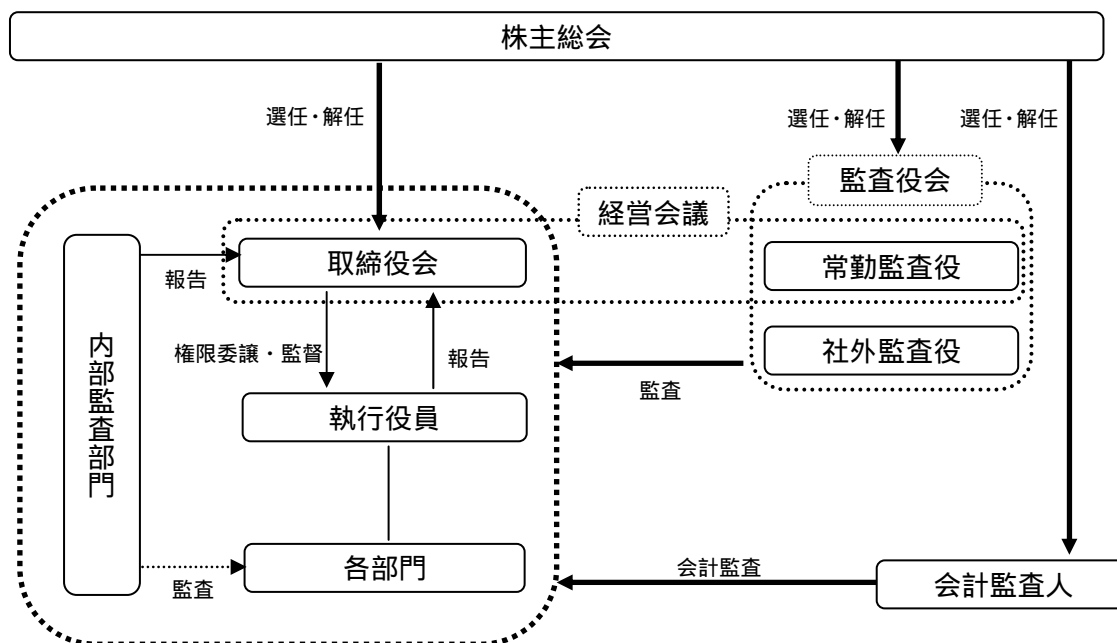 株主総会
選任・解任
選任・解任
選任・解任
監査役会
経営会議
取締役会
常勤監査役
報告
内部監査部門
権限委譲・監督
報告
社外監査役
監査
執行役員
各部門
監査
会計監査
会計監査人